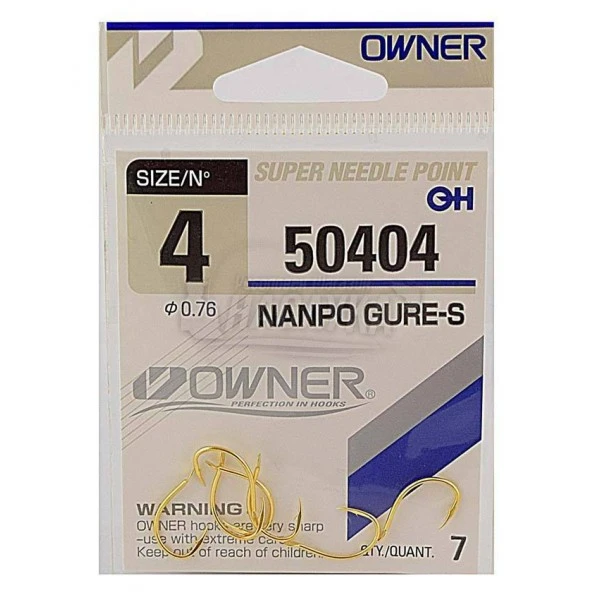 OWNER
SIZE/Nº
SUPER NEEDLE POINT
4
50404
φ 0.76
NANPO GURE-S
OWNER®
PERFECTION IN HOOKS
WARNING
OWNER hooks are very sharp
-use with extreme care.
Keep out of reach of children.
QTY./QUANT. 7